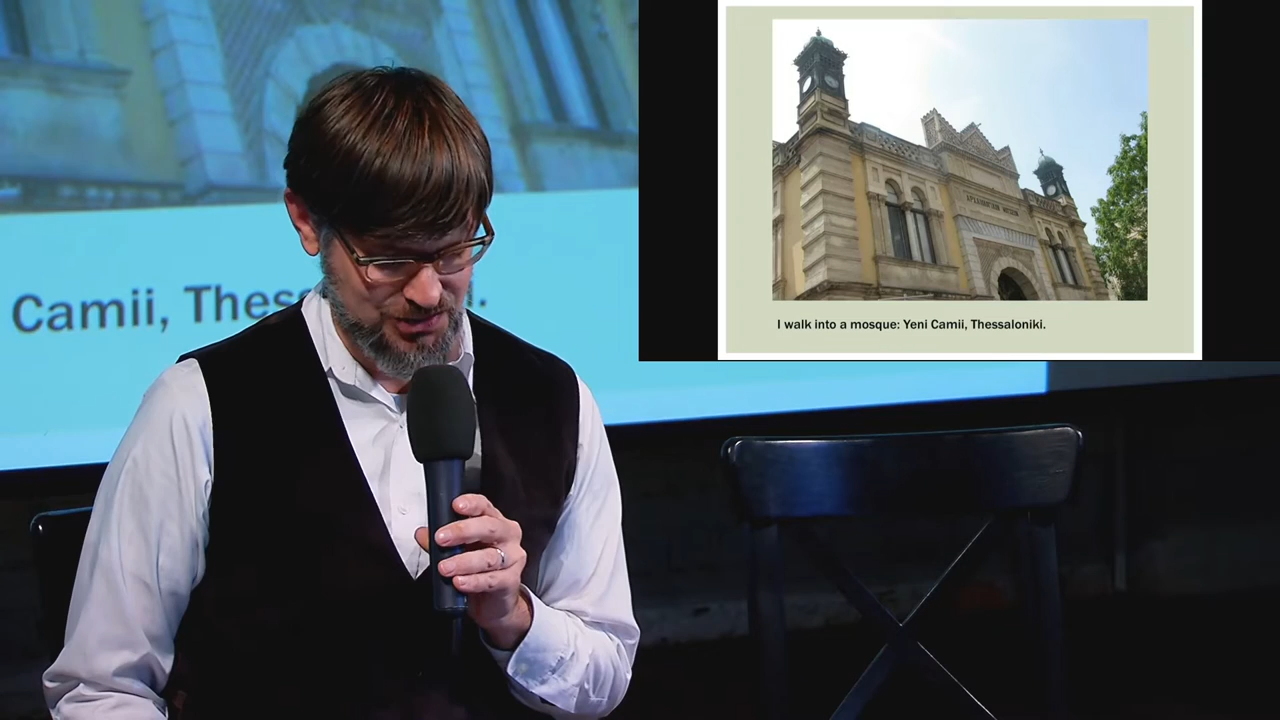 Camii, Thess
I walk into a mosque: Yeni Camii, Thessaloniki.